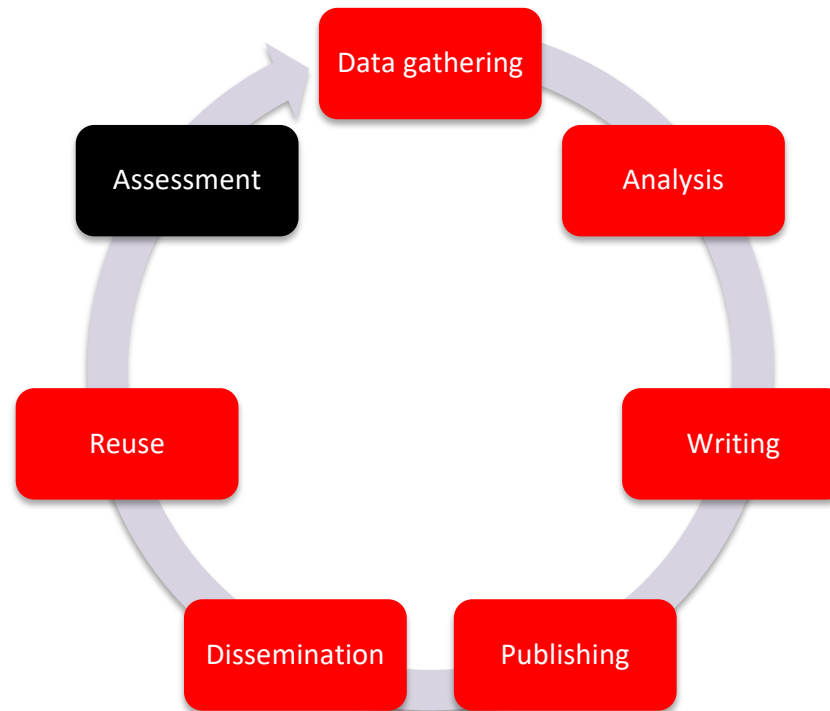 Data gathering
Analysis
Writing
Publishing
Dissemination
Reuse
Assessment